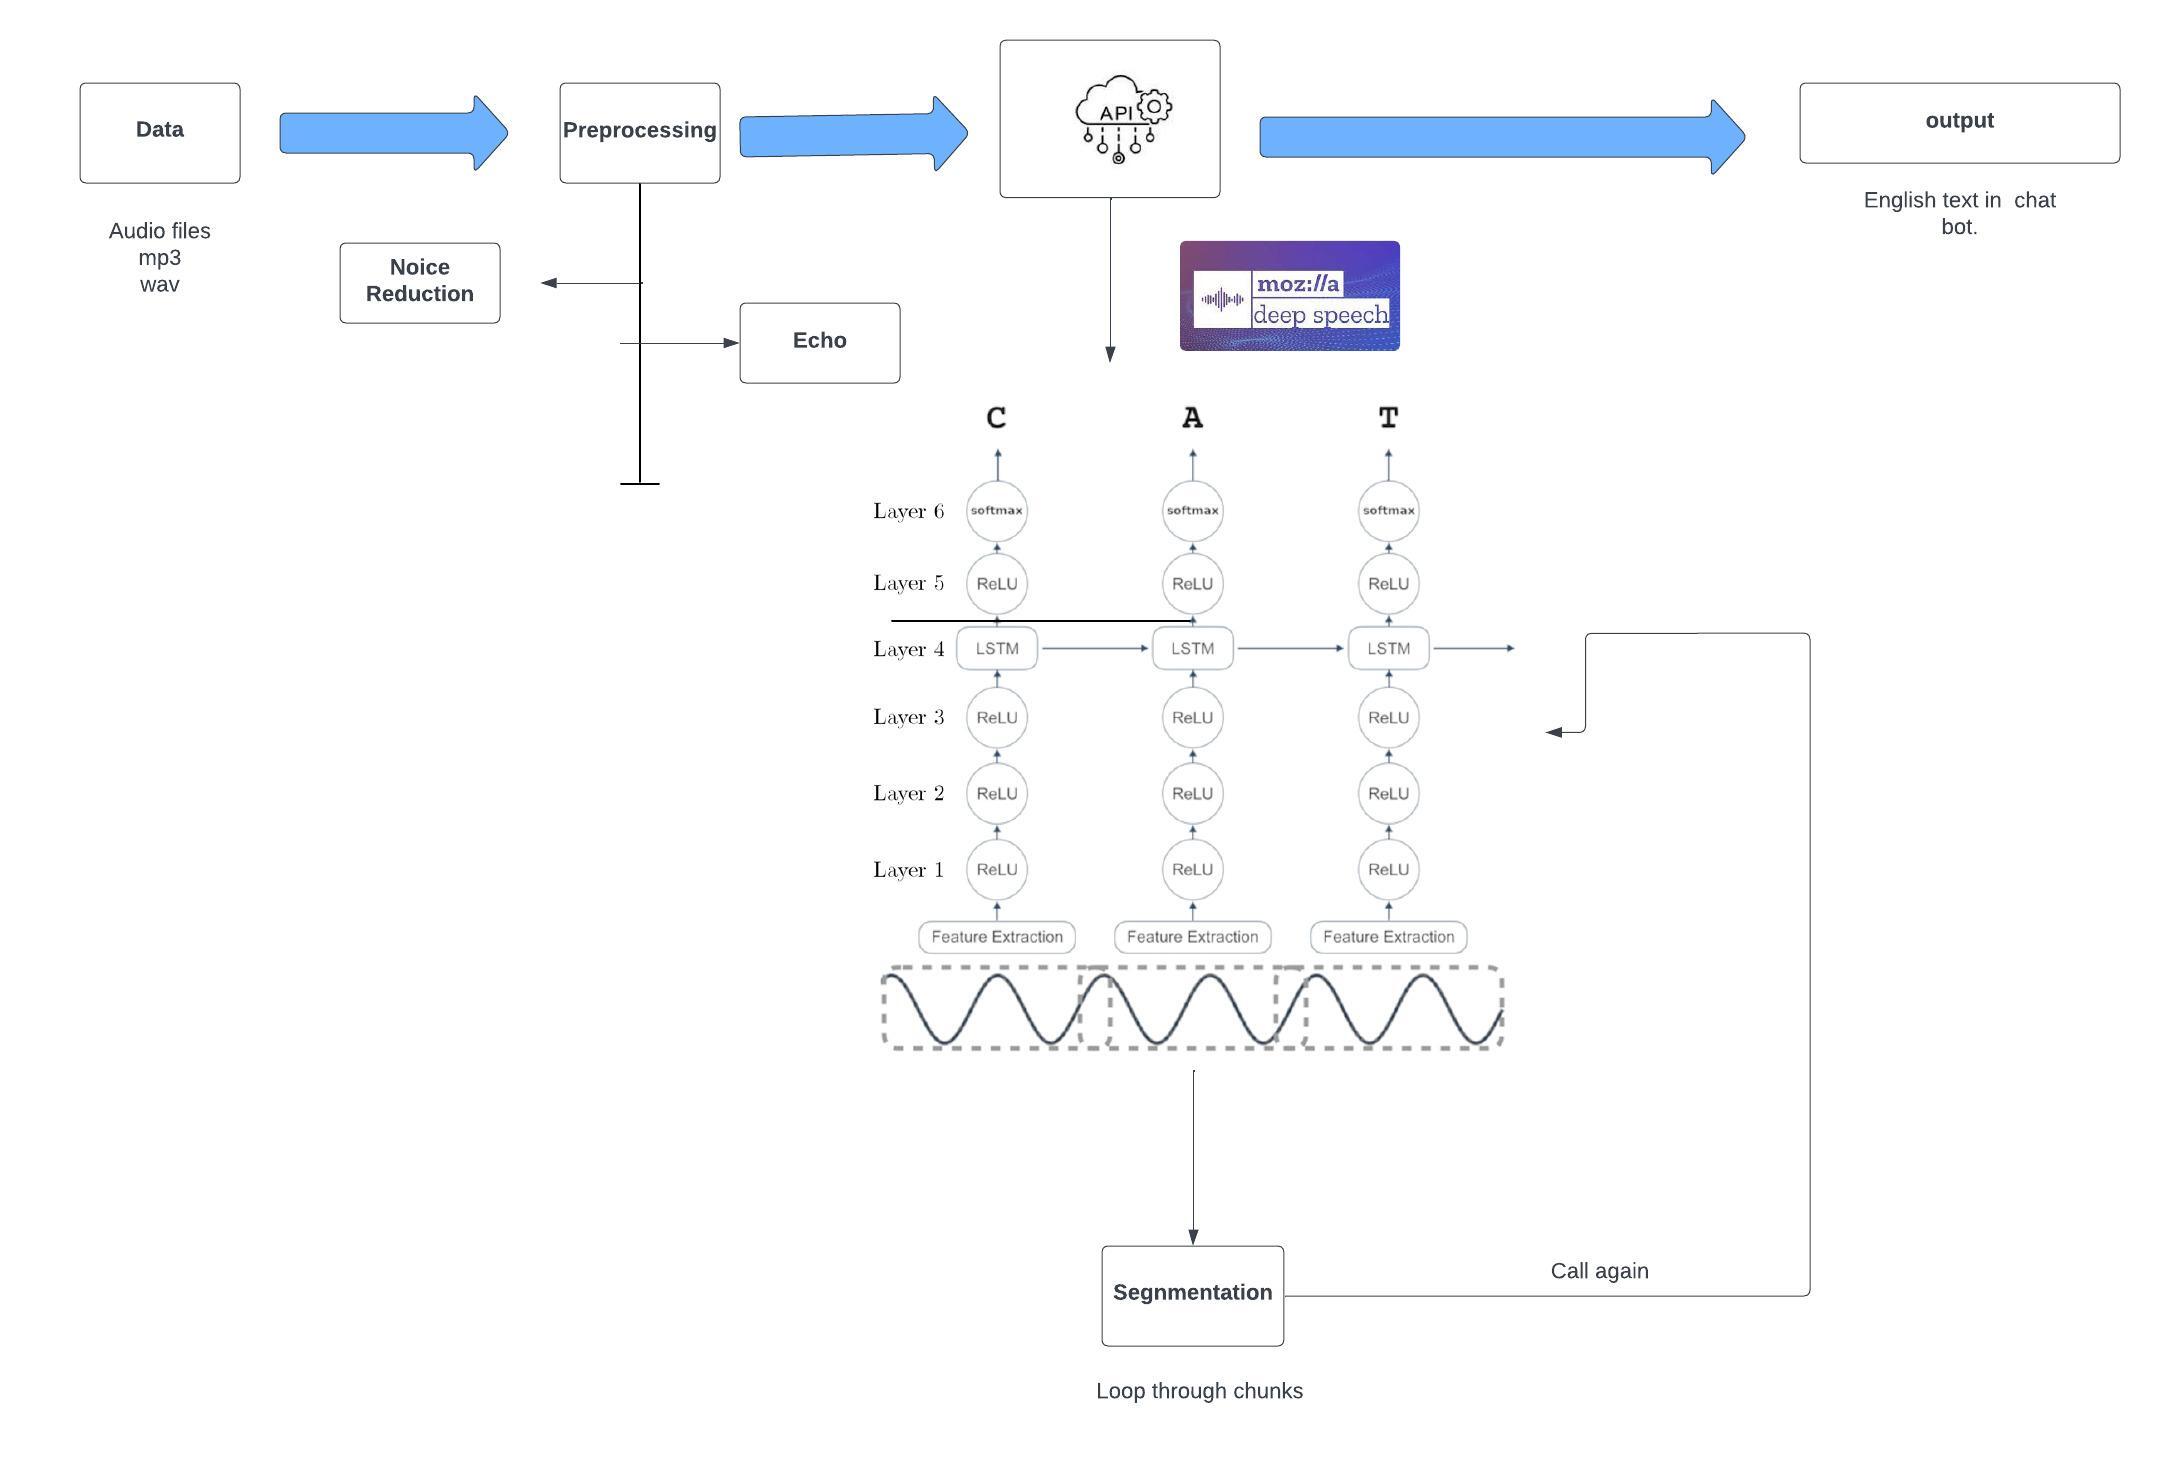 Data
Preprocessing
API
output
Audio files
mp3
wav
English text in  chat
bot.
Noice
Reduction
Echo
moz://a
deep speech
C A T
Layer 6 softmax softmax softmax
Layer 5 ReLU ReLU ReLU
Layer 4 LSTM LSTM LSTM
Layer 3 ReLU ReLU ReLU
Layer 2 ReLU ReLU ReLU
Layer 1 ReLU ReLU ReLU
Feature Extraction Feature Extraction Feature Extraction
Call again
Segnmentation
Loop through chunks